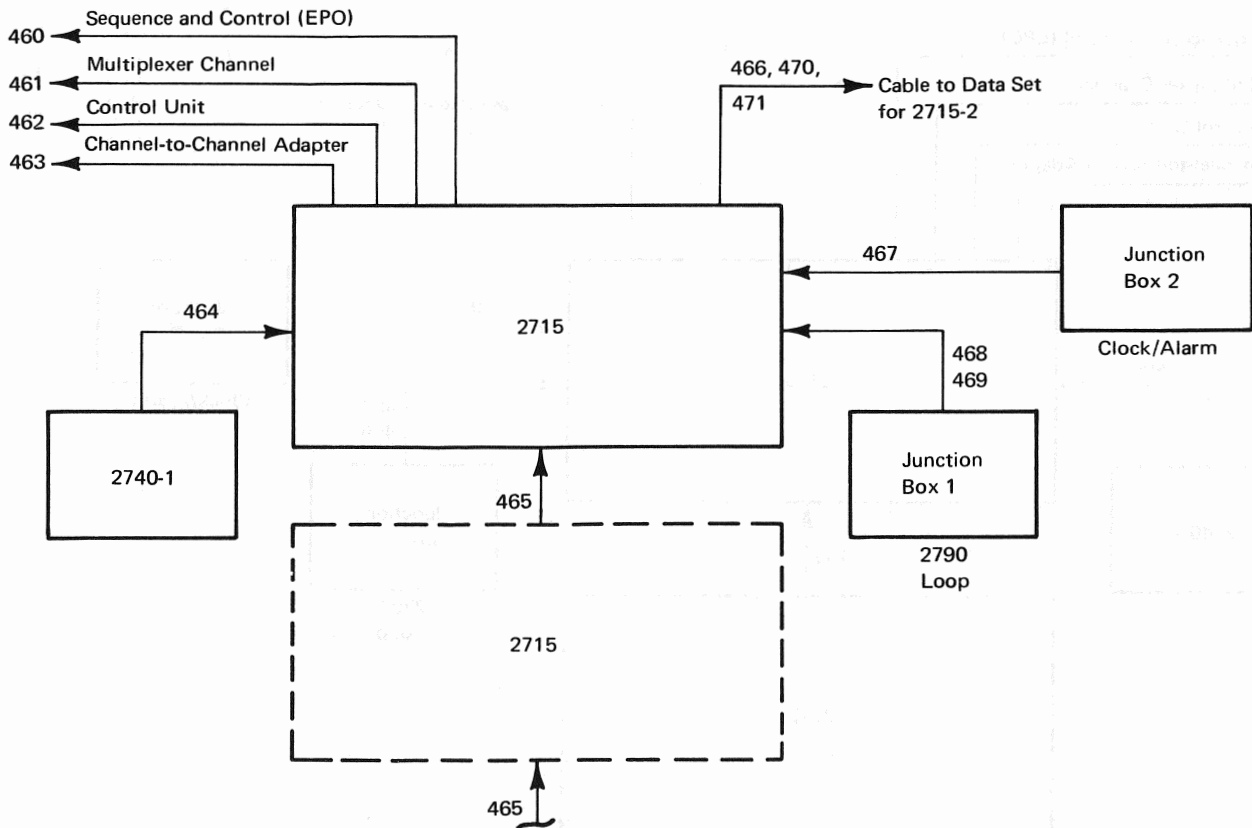 Sequence and Control (EPO)
460
Multiplexer Channel
461
Control Unit
462
Channel-to-Channel Adapter
463
466, 470,
471
Cable to Data Set
for 2715-2
467
Junction
Box 2
Clock/Alarm
464
2715
468
469
2740-1
Junction
Box 1
2790
Loop
465
2715
465